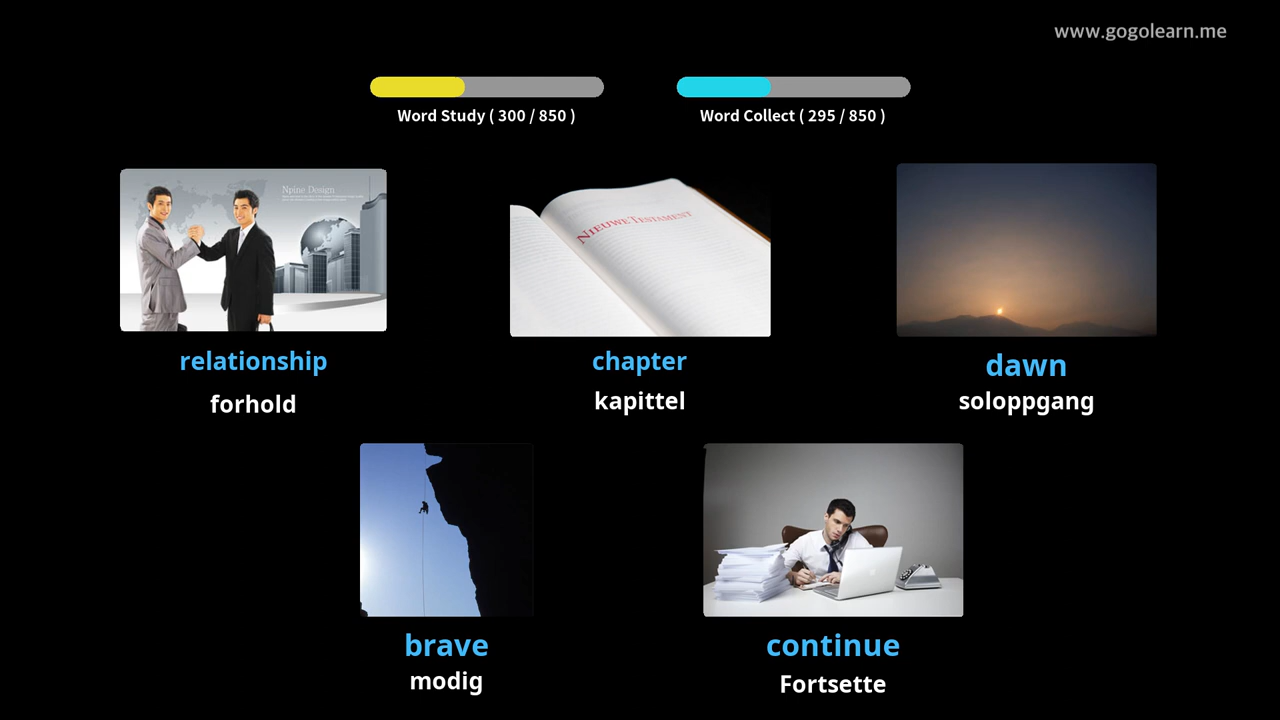 www.gogolearn.me
Word Study ( 300 / 850 )
Word Collect ( 295 / 850 )
Npine Design
NIEUWE TESTAMENT
relationship
forhold
chapter
kapittel
dawn
soloppgang
brave
modig
continue
Fortsette